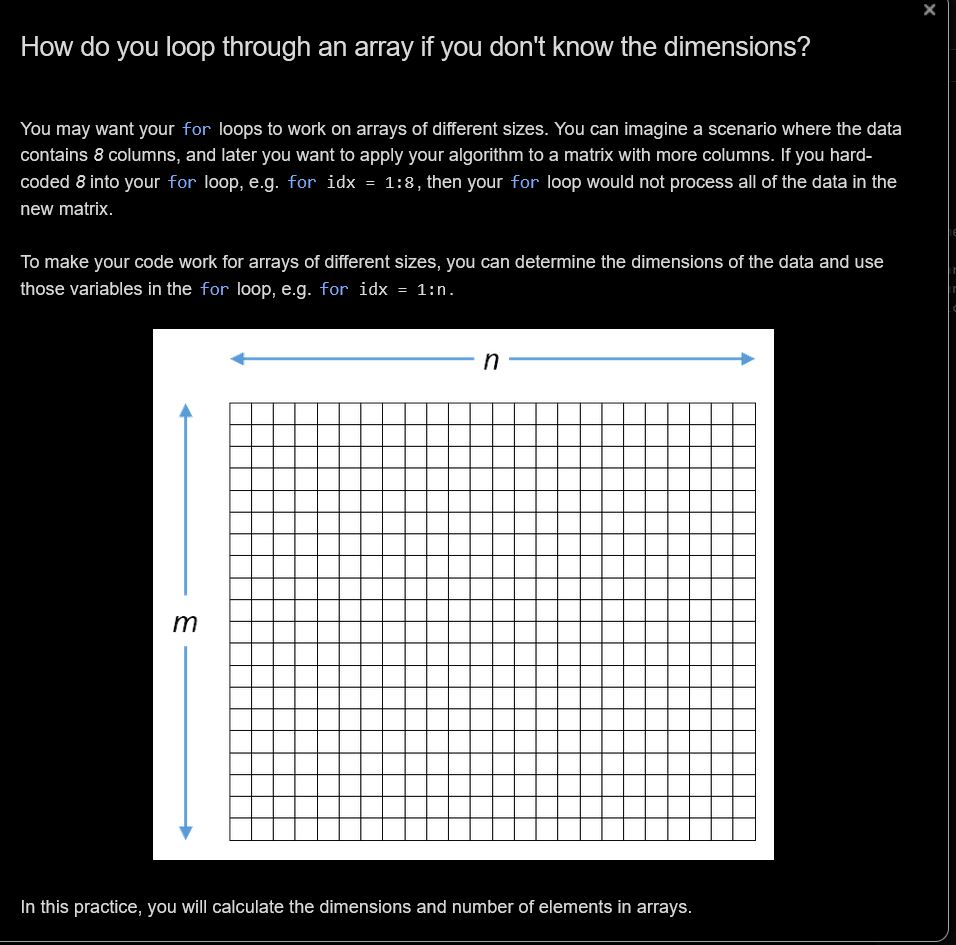 How do you loop through an array if you don't know the dimensions?
You may want your for loops to work on arrays of different sizes. You can imagine a scenario where the data
contains 8 columns, and later you want to apply your algorithm to a matrix with more columns. If you hard-
coded 8 into your for loop, e.g. for idx = 1:8, then your for loop would not process all of the data in the
new matrix.
To make your code work for arrays of different sizes, you can determine the dimensions of the data and use
those variables in the for loop, e.g. for idx = 1:n.
n
m
In this practice, you will calculate the dimensions and number of elements in arrays.